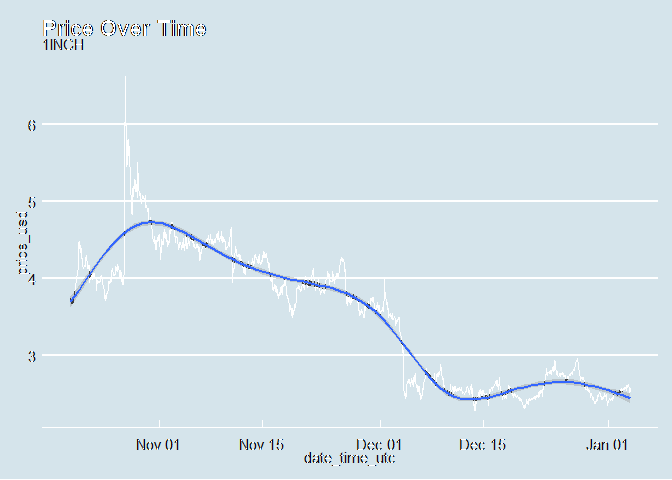 Price Over Time
1INCH
6
5
4
3
price_usd
Nov 01 Nov 15 Dec 01 Dec 15 Jan 01
date_time_utc